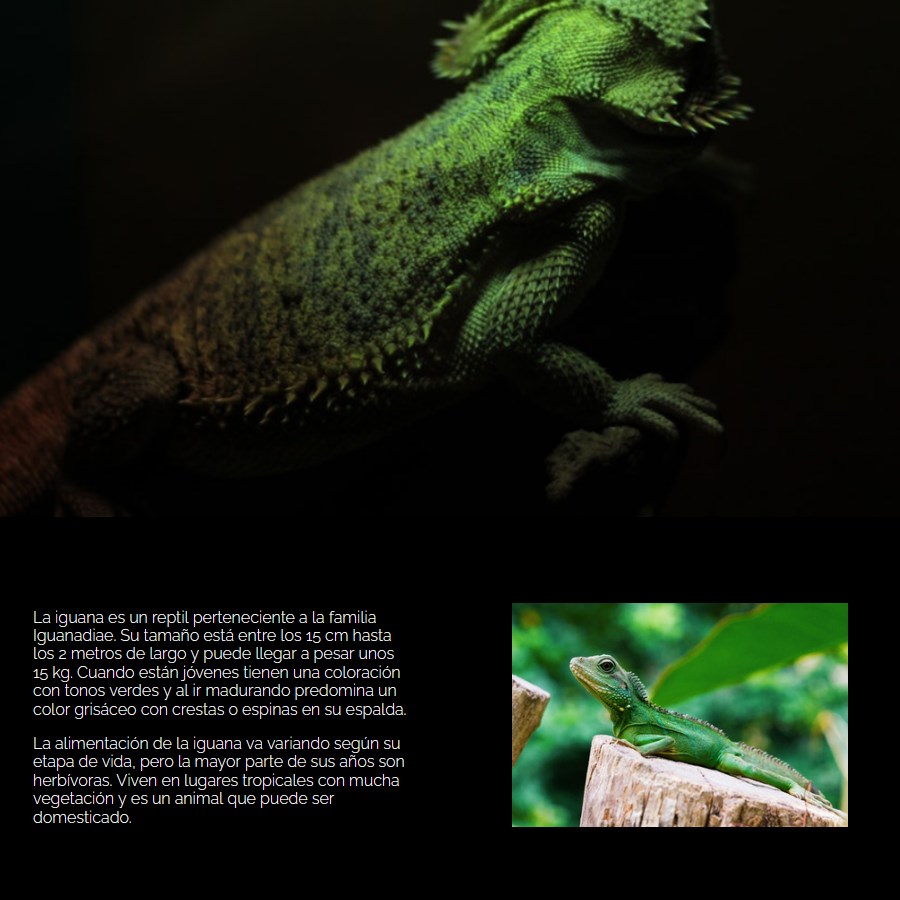 La iguana es un reptil perteneciente a la familia
Iguanadiae. Su tamaño está entre los 15 cm hasta
los 2 metros de largo y puede llegar a pesar unos
15 kg. Cuando están jóvenes tienen una coloración
con tonos verdes y al ir madurando predomina un
color grisáceo con crestas o espinas en su espalda.
La alimentación de la iguana va variando según su
etapa de vida, pero la mayor parte de sus años son
herbívoras. Viven en lugares tropicales con mucha
vegetación y es un animal que puede ser
domesticado.